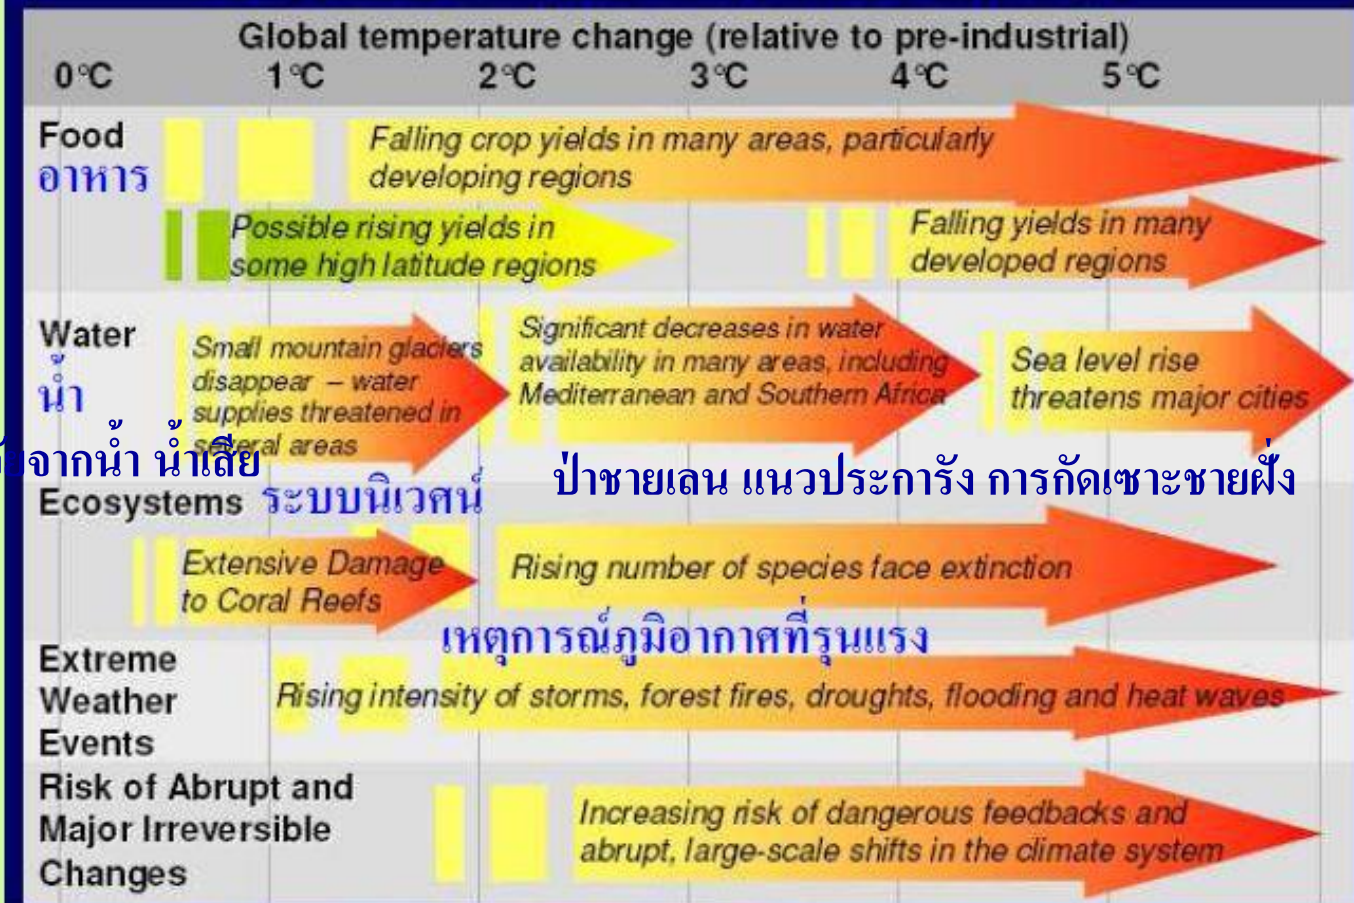 Global temperature change (relative to pre-industrial)
0°C 1°C 2°C 3°C 4°C 5°C
Food
อาหาร
Falling crop yields in many areas, particularly
developing regions
Possible rising yields in
some high latitude regions
Falling yields in many
developed regions
Water
น้ำ
Small mountain glaciers
disappear – water
supplies threatened in
several areas
Significant decreases in water
availability in many areas, including
Mediterranean and Southern Africa
Sea level rise
threatens major cities
จากน้ำ น้ำเสีย
ป่าชายเลน แนวประการัง การกัดเซาะชายฝั่ง
Ecosystems ระบบนิเวศน์
Extensive Damage
to Coral Reefs
Rising number of species face extinction
เหตุการณ์ภูมิอากาศที่รุนแรง
Extreme
Weather
Events
Rising intensity of storms, forest fires, droughts, flooding and heat waves
Risk of Abrupt and
Major Irreversible
Changes
Increasing risk of dangerous feedbacks and
abrupt, large-scale shifts in the climate system